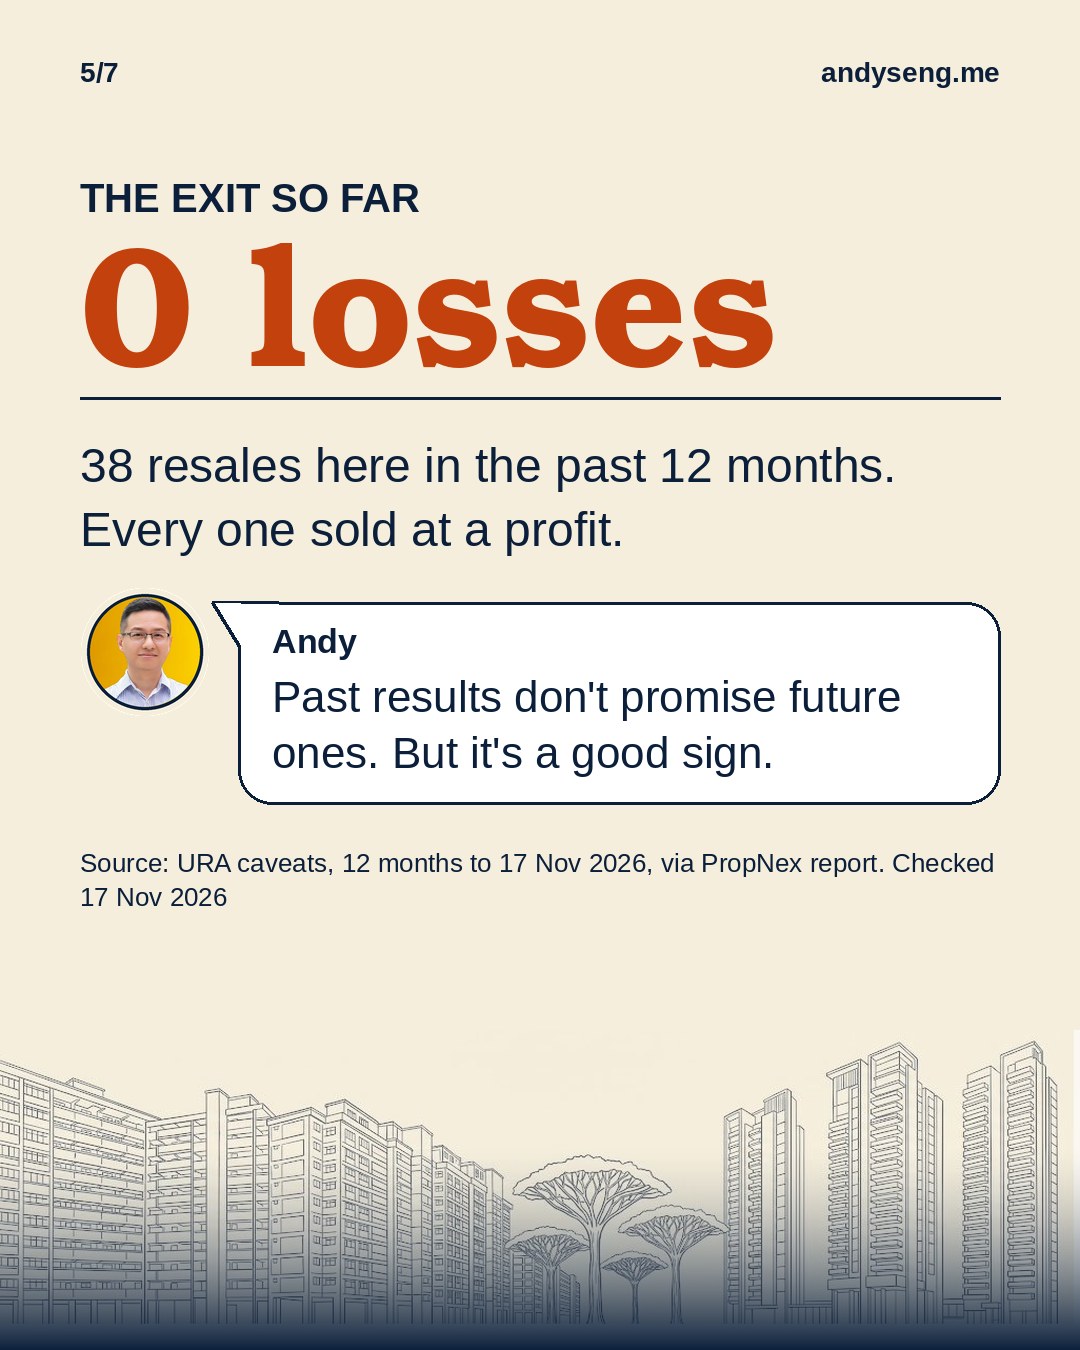 5/7
andyseng.me
THE EXIT SO FAR
0 losses
38 resales here in the past 12 months.
Every one sold at a profit.
Andy
Past results don't promise future
ones. But it's a good sign.
Source: URA caveats, 12 months to 17 Nov 2026, via PropNex report. Checked
17 Nov 2026